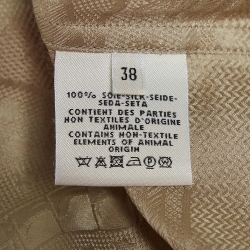 38
100% SOIE-SILK-SEIDE-
SEDA-SETA
CONTIENT DES PARTIES
NON TEXTILES D'ORIGINE
ANIMALE
CONTAINS NON-TEXTILE
ELEMENTS OF ANIMAL
ORIGIN